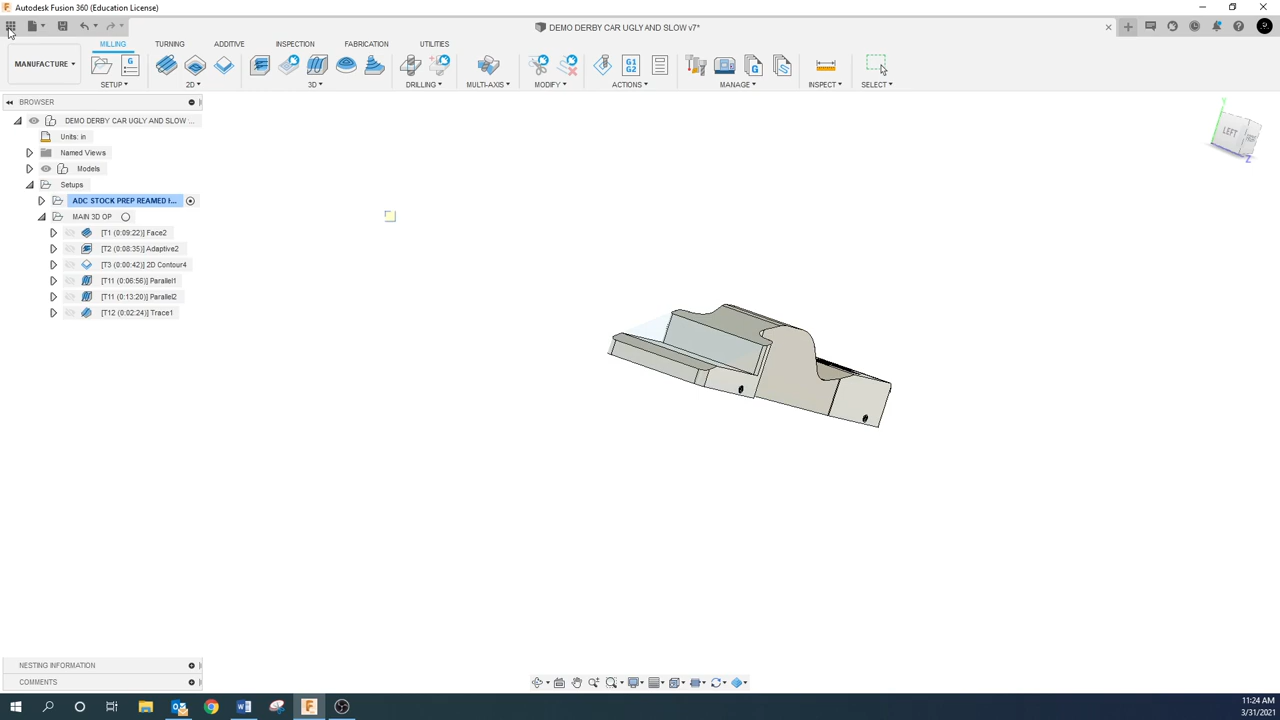 Autodesk Fusion 360 (Education License)
DEMO DERBY CAR UGLY AND SLOW v7*
MILLING TURNING ADDITIVE INSPECTION FABRICATION UTILITIES
MANUFACTURE
G1
G2
SETUP 2D 3D DRILLING MULTI-AXIS MODIFY ACTIONS MANAGE INSPECT SELECT
BROWSER
DEMO DERBY CAR UGLY AND SLOW ...
Units: in
Named Views
Models
Setups
ADC STOCK PREP REAMED H...
MAIN 3D OP
[T1 (0:09:22)] Face2
[T2 (0:08:35)] Adaptive2
[T3 (0:00:42)] 2D Contour4
[T11 (0:06:56)] Parallel1
[T11 (0:13:20)] Parallel2
[T12 (0:02:24)] Trace1
Y
LEFT
Z
NESTING INFORMATION
COMMENTS
11:24 AM
3/31/2021